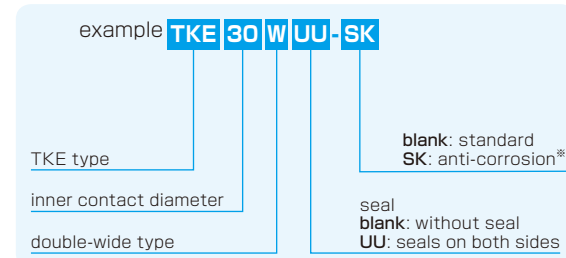 example TKE 30 W UU - SK
blank: standard
TKE type
SK: anti-corrosion※
inner contact diameter
seal
blank: without seal
double-wide type
UU: seals on both sides